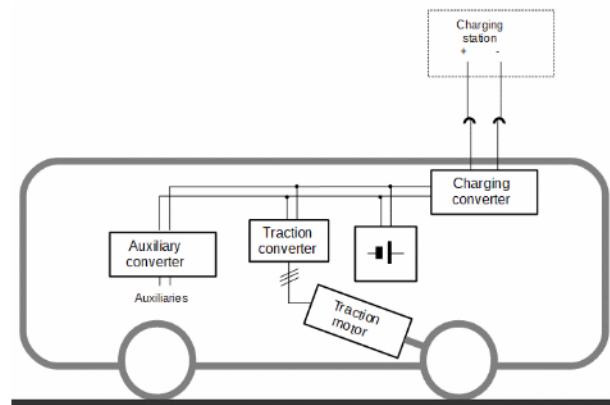 Charging
station
+ -
Charging
converter
Traction
converter
Auxiliary
converter
Auxiliaries
Traction
motor